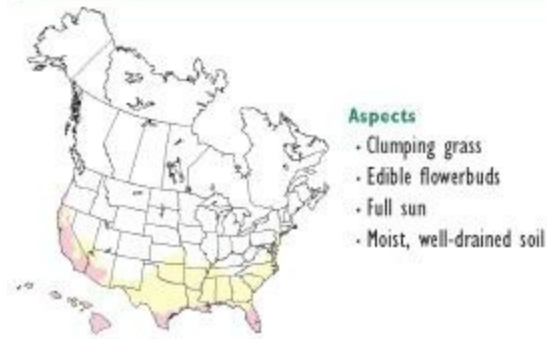 Aspects
· Clumping grass
· Edible flowerbuds
· Full sun
· Moist, well-drained soil